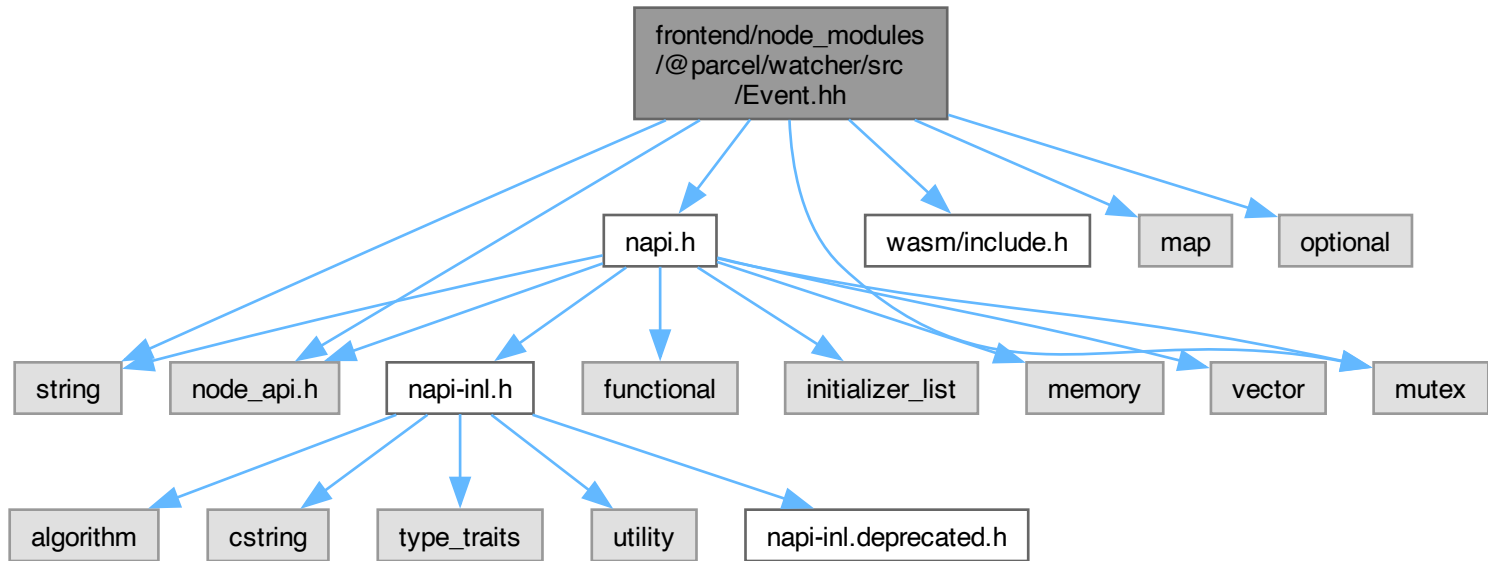 frontend/node_modules
/@parcel/watcher/src
/Event.hh
napi.h
wasm/include.h
map
optional
string
node_api.h
napi-inl.h
functional
initializer_list
memory
vector
mutex
algorithm
cstring
type_traits
utility
napi-inl.deprecated.h